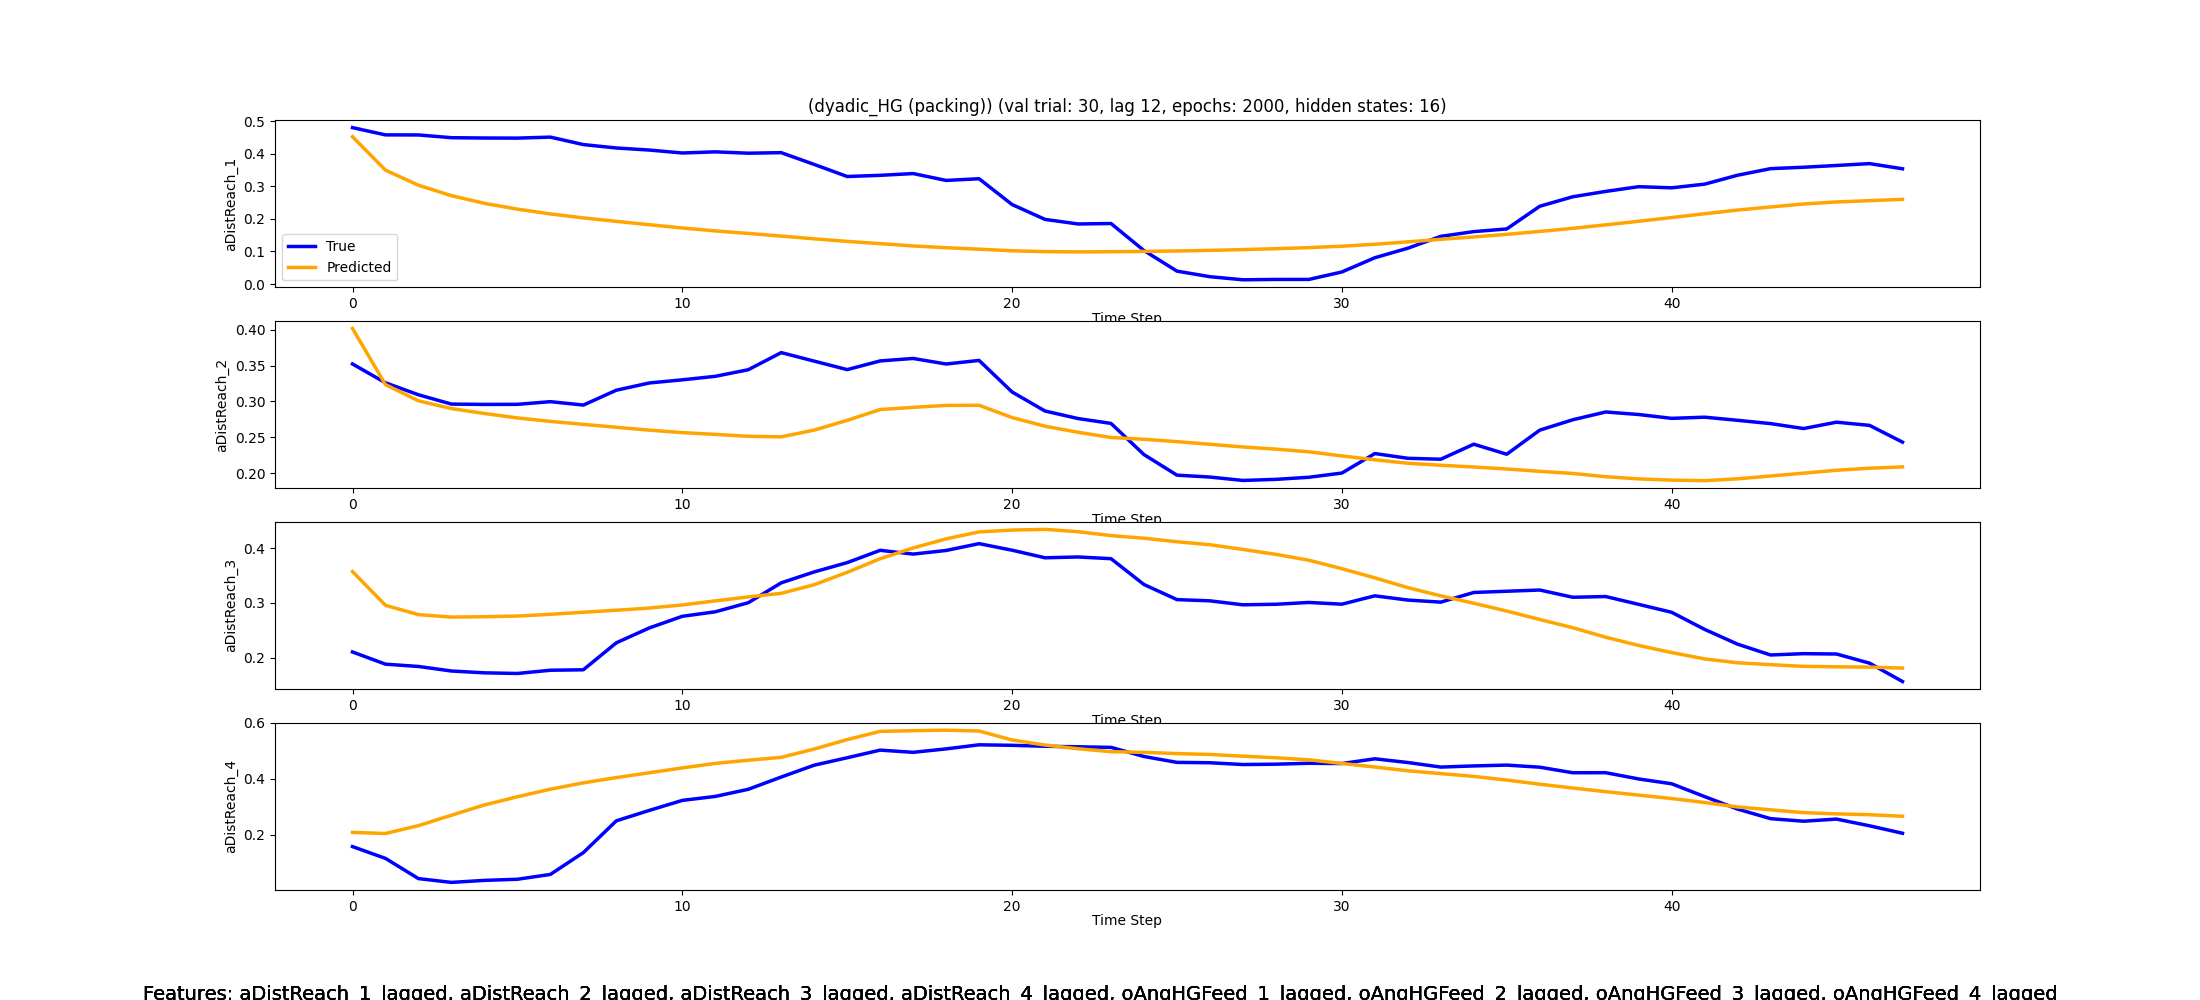 (dyadic_HG (packing)) (val trial: 30, lag 12, epochs: 2000, hidden states: 16)
0.5
0.4
0.3
0.2
0.1
0.0
aDistReach_1
True
Predicted
0 10 20 30 40
Time Step
0.40
0.35
0.30
0.25
0.20
aDistReach_2
0 10 20 30 40
Time Step
0.4
0.3
0.2
aDistReach_3
0 10 20 30 40
Time Step
0.6
0.4
0.2
aDistReach_4
0 10 20 30 40
Time Step
Features: aDistReach_1_lagged, aDistReach_2_lagged, aDistReach_3_lagged, aDistReach_4_lagged, oAngHGFeed_1_lagged, oAngHGFeed_2_lagged, oAngHGFeed_3_lagged, oAngHGFeed_4_lagged